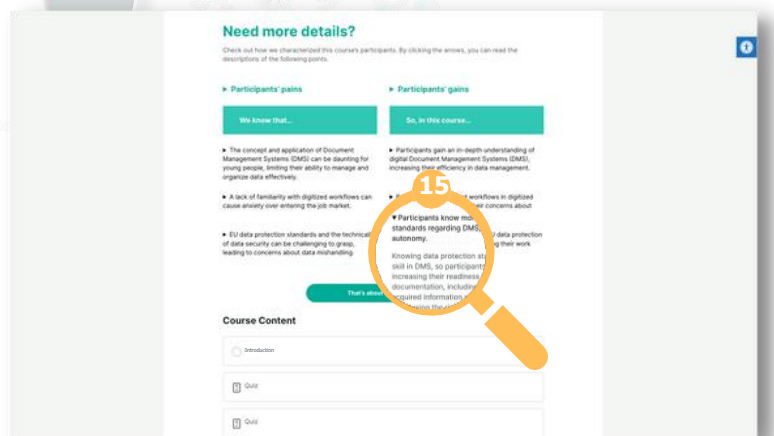 Need more details?
Check out how we characterized this course's participants. By clicking the arrows, you can read the
descriptions of the following points.
▸ Participants' pains
We know that...
▸ The concept and application of Document
Management Systems (DMS) can be daunting for
young people, limiting their ability to manage and
organize data effectively.
▸ A lack of familiarity with digitized workflows can
cause anxiety over entering the job market.
▸ EU data protection standards and the technical
of data security can be challenging to grasp,
leading to concerns about data mishandling
▸ Participants' gains
So, in this course...
▸ Participants gain an in-depth understanding of
digital Document Management Systems (DMS),
increasing their efficiency in data management.
workflows in digitized
concerns about
data protection
their work
15
▾ Participants know
standards regarding DMS,
autonomy.
Knowing data protection
skill in DMS, so participants
increasing their readiness
documentation, including
acquired information
That's about
Course Content
Introduction
Quiz
Quiz